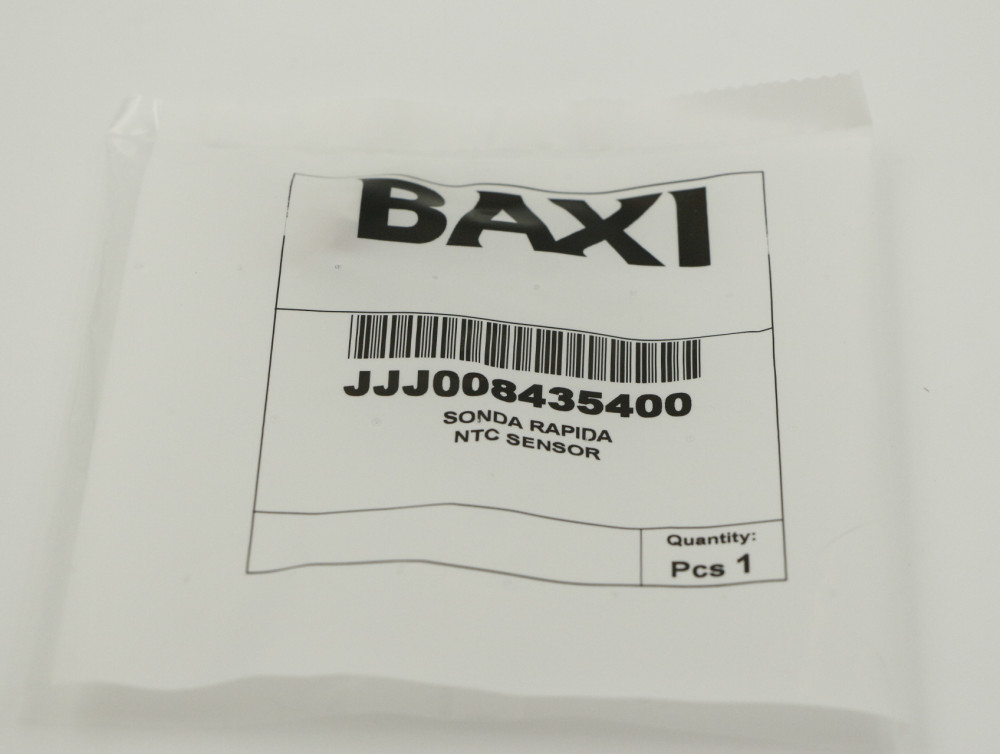 BAXI
JJJ008435400
SONDA RAPIDA
NTC SENSOR
Quantity:
Pcs 1